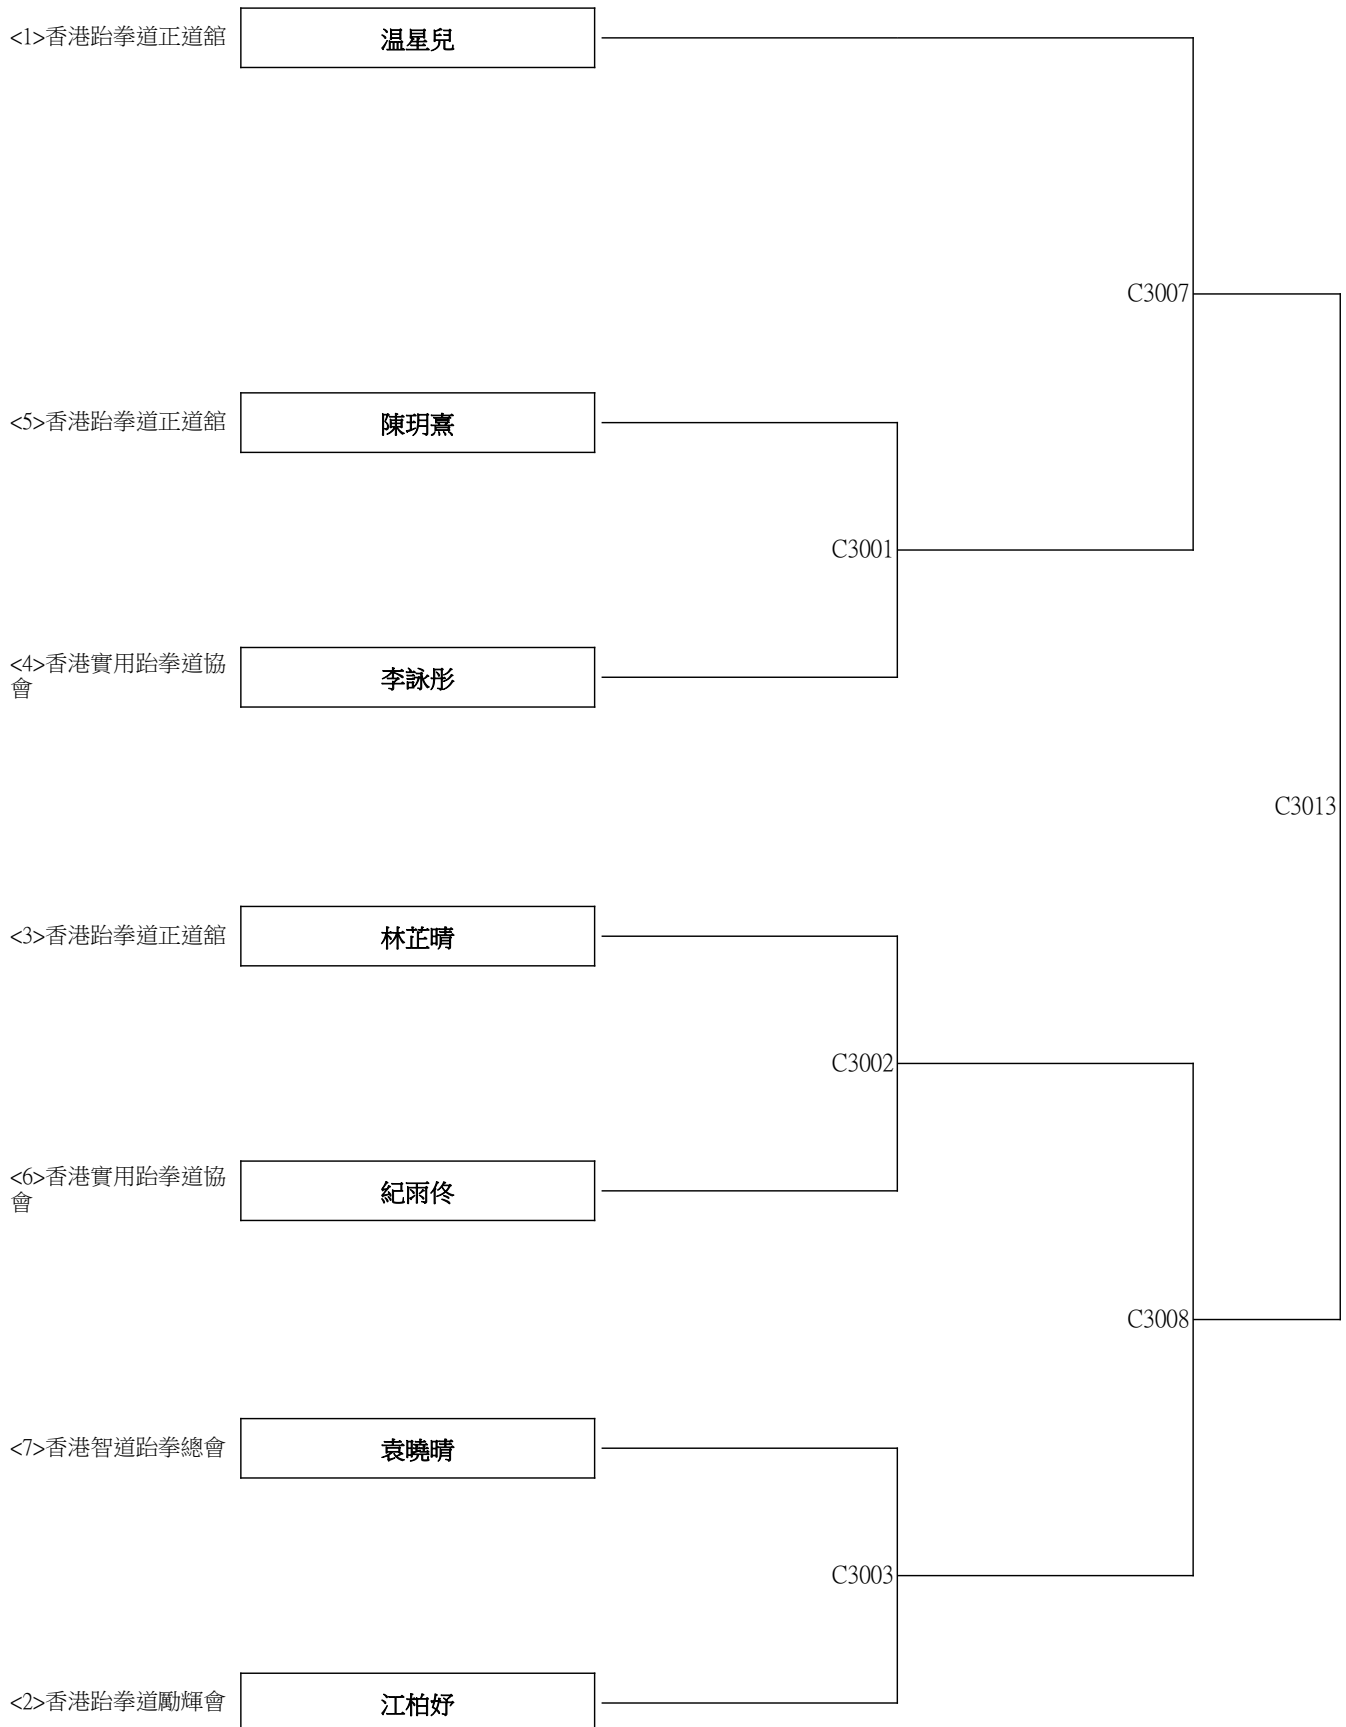 <1>香港跆拳道正道舘
温星兒
C3007
<5>香港跆拳道正道舘
陳玥熹
C3001
<4>香港實用跆拳道協
會
李詠彤
C3013
<3>香港跆拳道正道舘
林芷晴
C3002
<6>香港實用跆拳道協
會
紀雨佟
C3008
<7>香港智道跆拳總會
袁曉晴
C3003
<2>香港跆拳道勵輝會
江柏妤